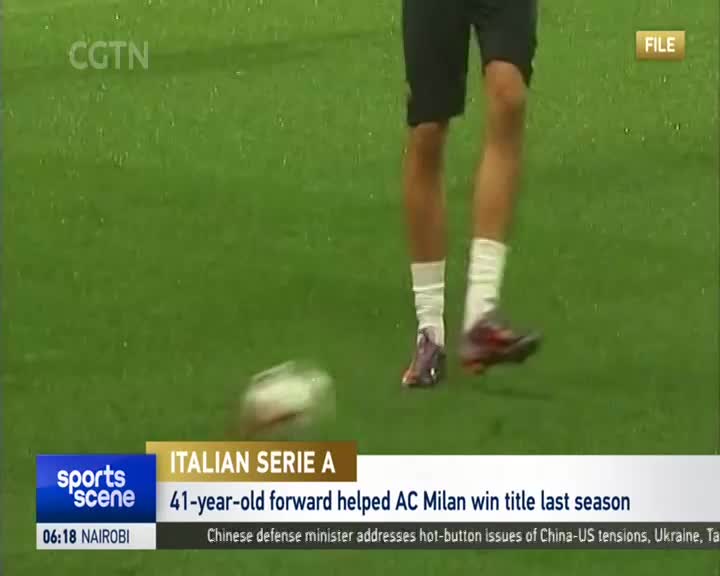 CGTN
FILE
ITALIAN SERIE A
sports
scene
41-year-old forward helped AC Milan win title last season
06:18 NAIROBI
Chinese defense minister addresses hot-button issues of China-US tensions, Ukraine, Ta